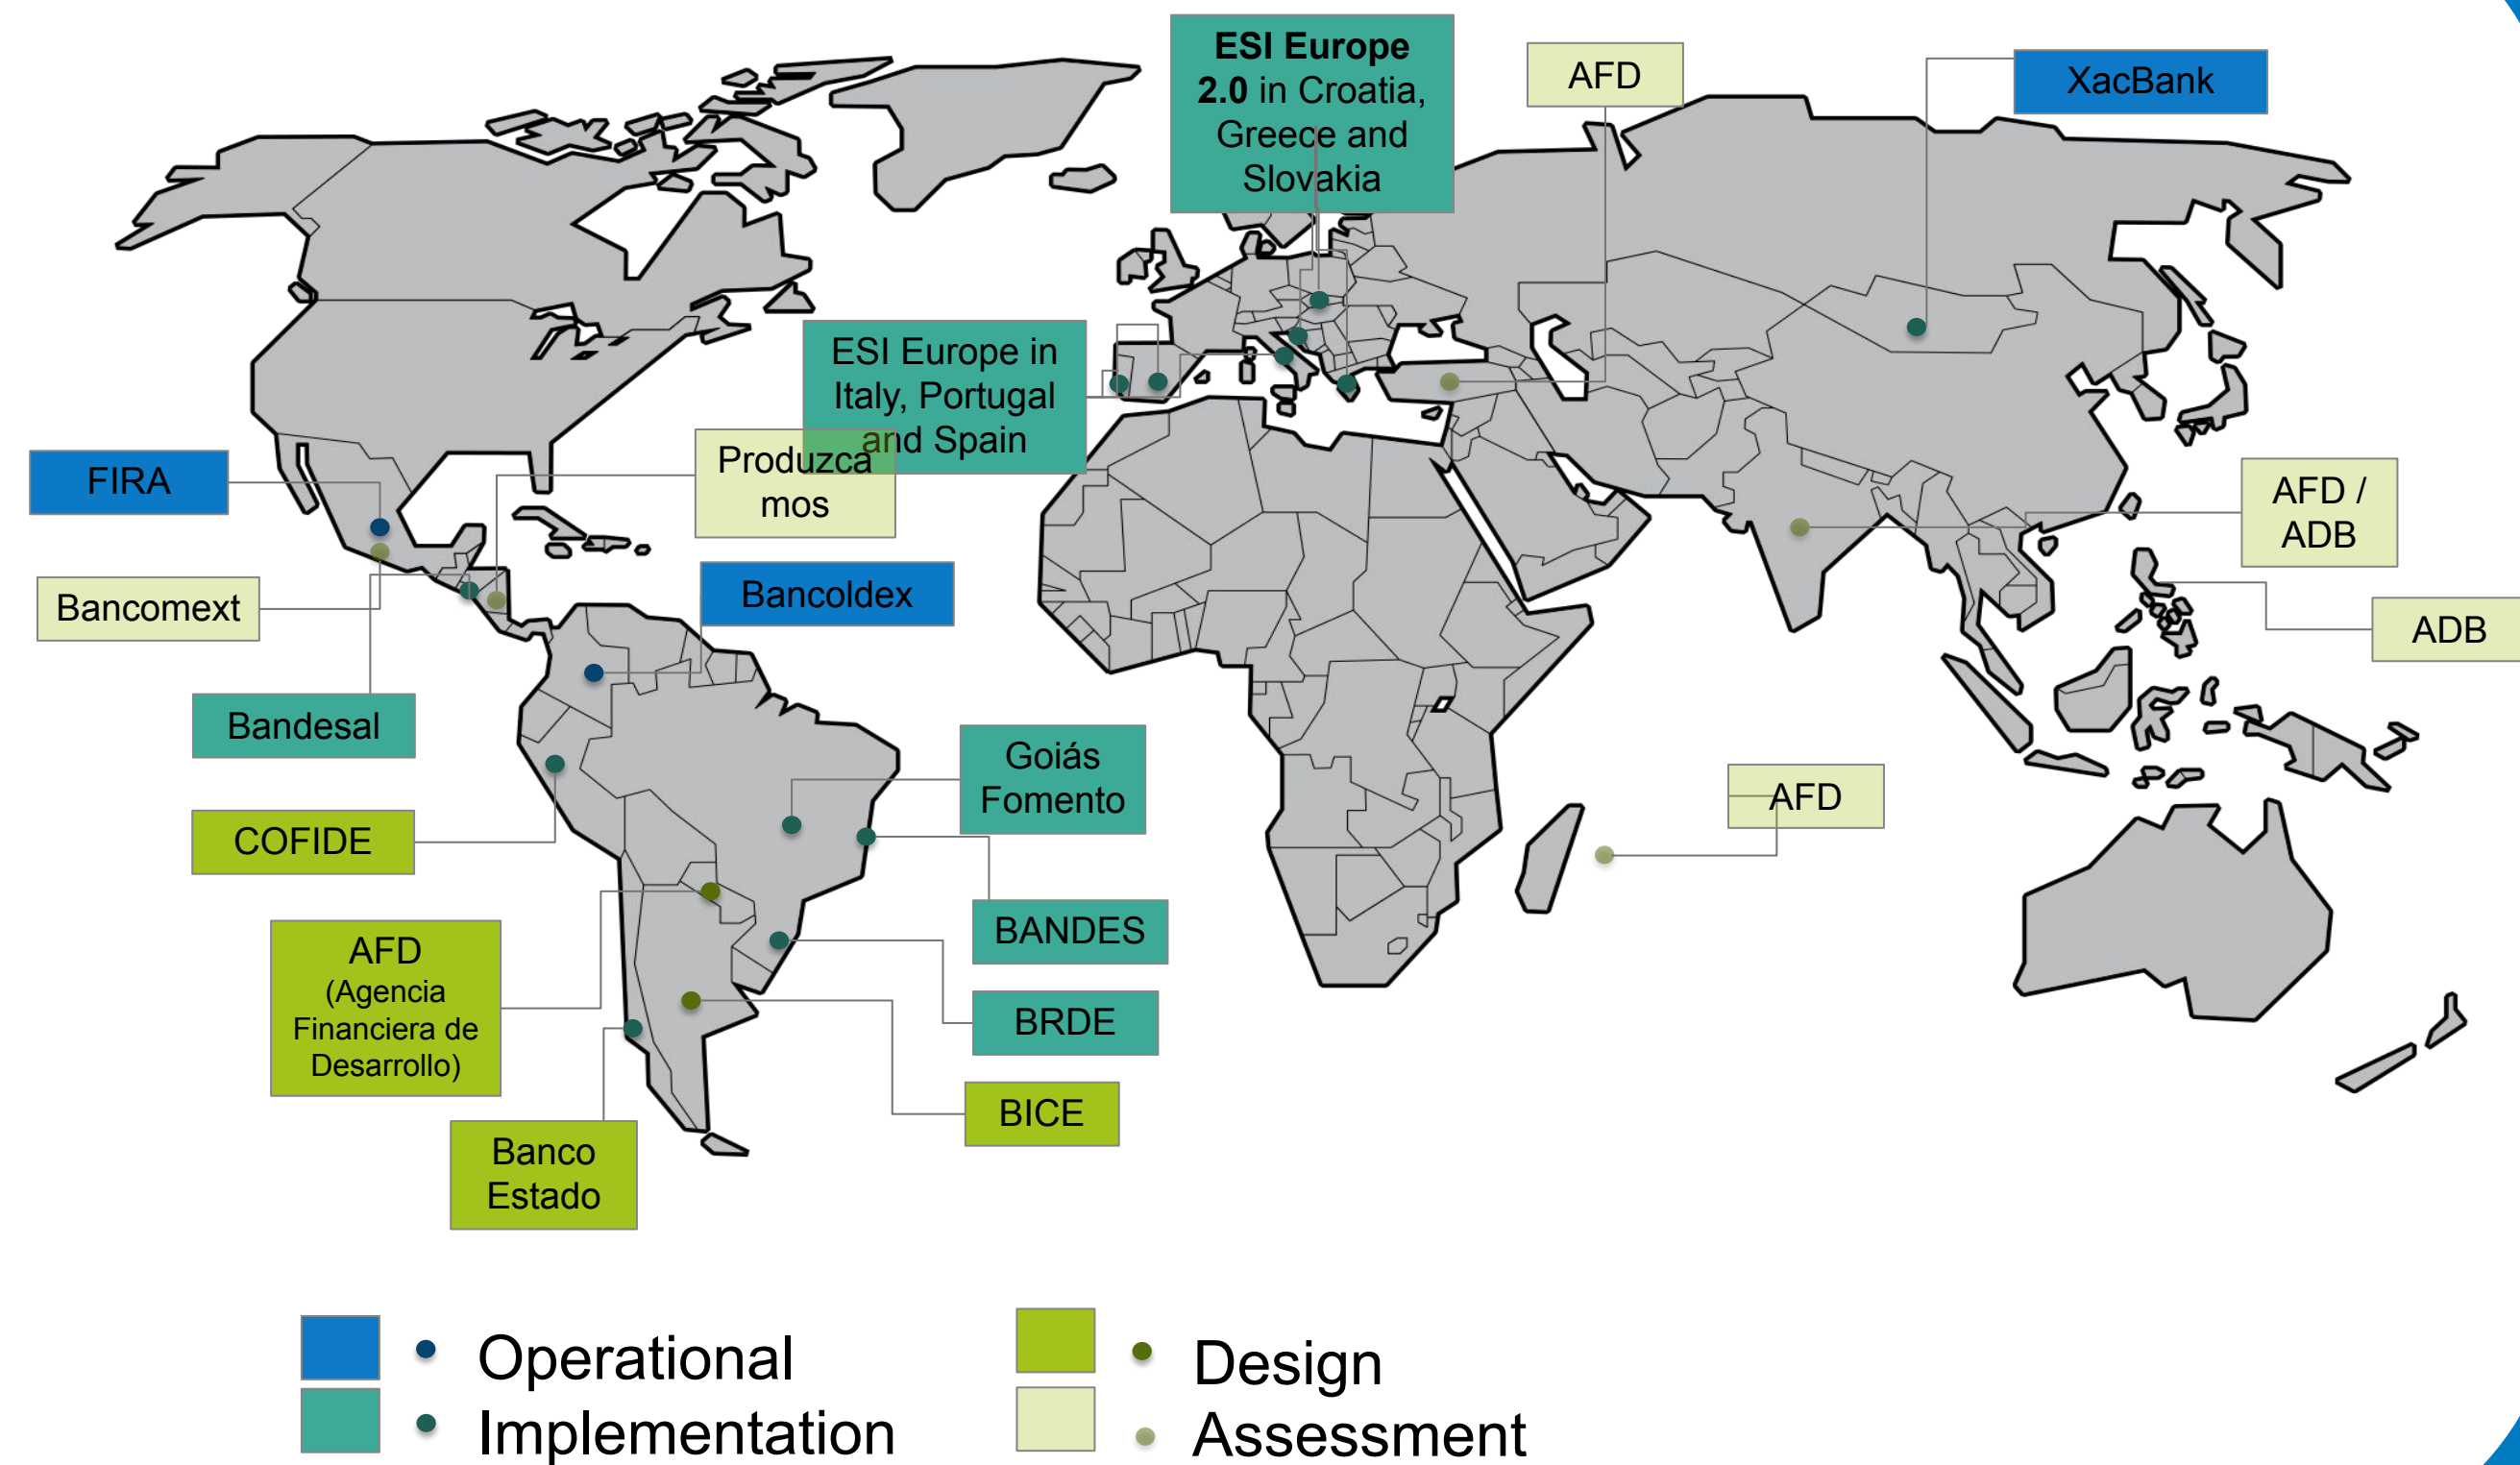 ESI Europe
2.0 in Croatia,
Greece and
Slovakia
AFD
XacBank
ESI Europe in
Italy, Portugal
and Spain
Produzca
mos
FIRA
AFD /
ADB
Bancomext
Bancoldex
ADB
Bandesal
Goiás
Fomento
AFD
COFIDE
BANDES
AFD
(Agencia
Financiera de
Desarrollo)
BRDE
BICE
Banco
Estado
Operational
Design
Implementation
Assessment